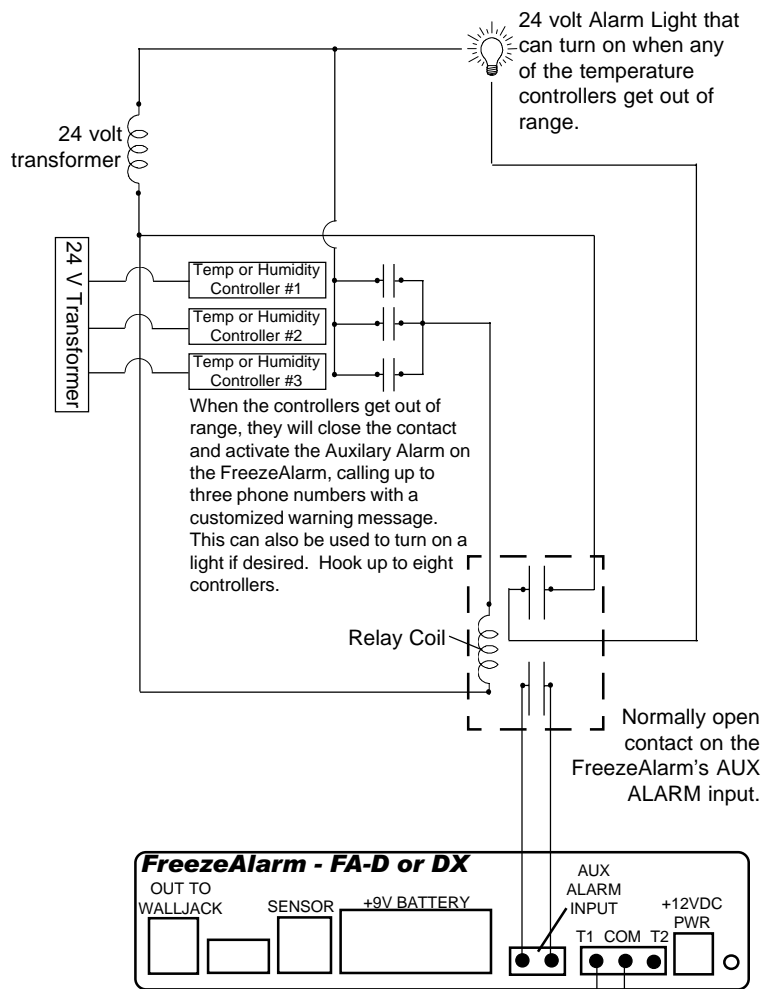 24 volt Alarm Light that
can turn on when any
of the temperature
controllers get out of
range.
24 volt
transformer
24 V Transformer
Temp or Humidity
Controller #1
Temp or Humidity
Controller #2
Temp or Humidity
Controller #3
When the controllers get out of
range, they will close the contact
and activate the Auxilary Alarm on
the FreezeAlarm, calling up to
three phone numbers with a
customized warning message.
This can also be used to turn on a
light if desired.  Hook up to eight
controllers.
Relay Coil
Normally open
contact on the
FreezeAlarm's AUX
ALARM input.
FreezeAlarm - FA-D or DX
OUT TO
WALLJACK
SENSOR
+9V BATTERY
AUX
ALARM
INPUT
T1 COM T2
+12VDC
PWR